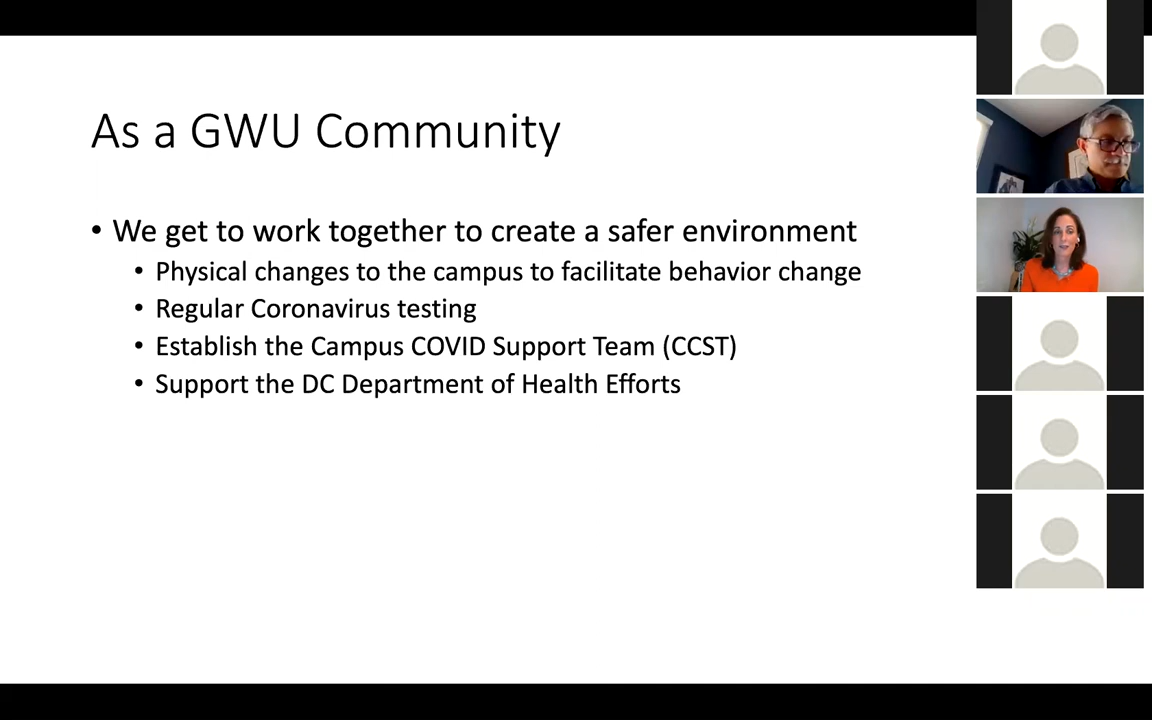 As a GWU Community
• We get to work together to create a safer environment
• Physical changes to the campus to facilitate behavior change
• Regular Coronavirus testing
• Establish the Campus COVID Support Team (CCST)
• Support the DC Department of Health Efforts